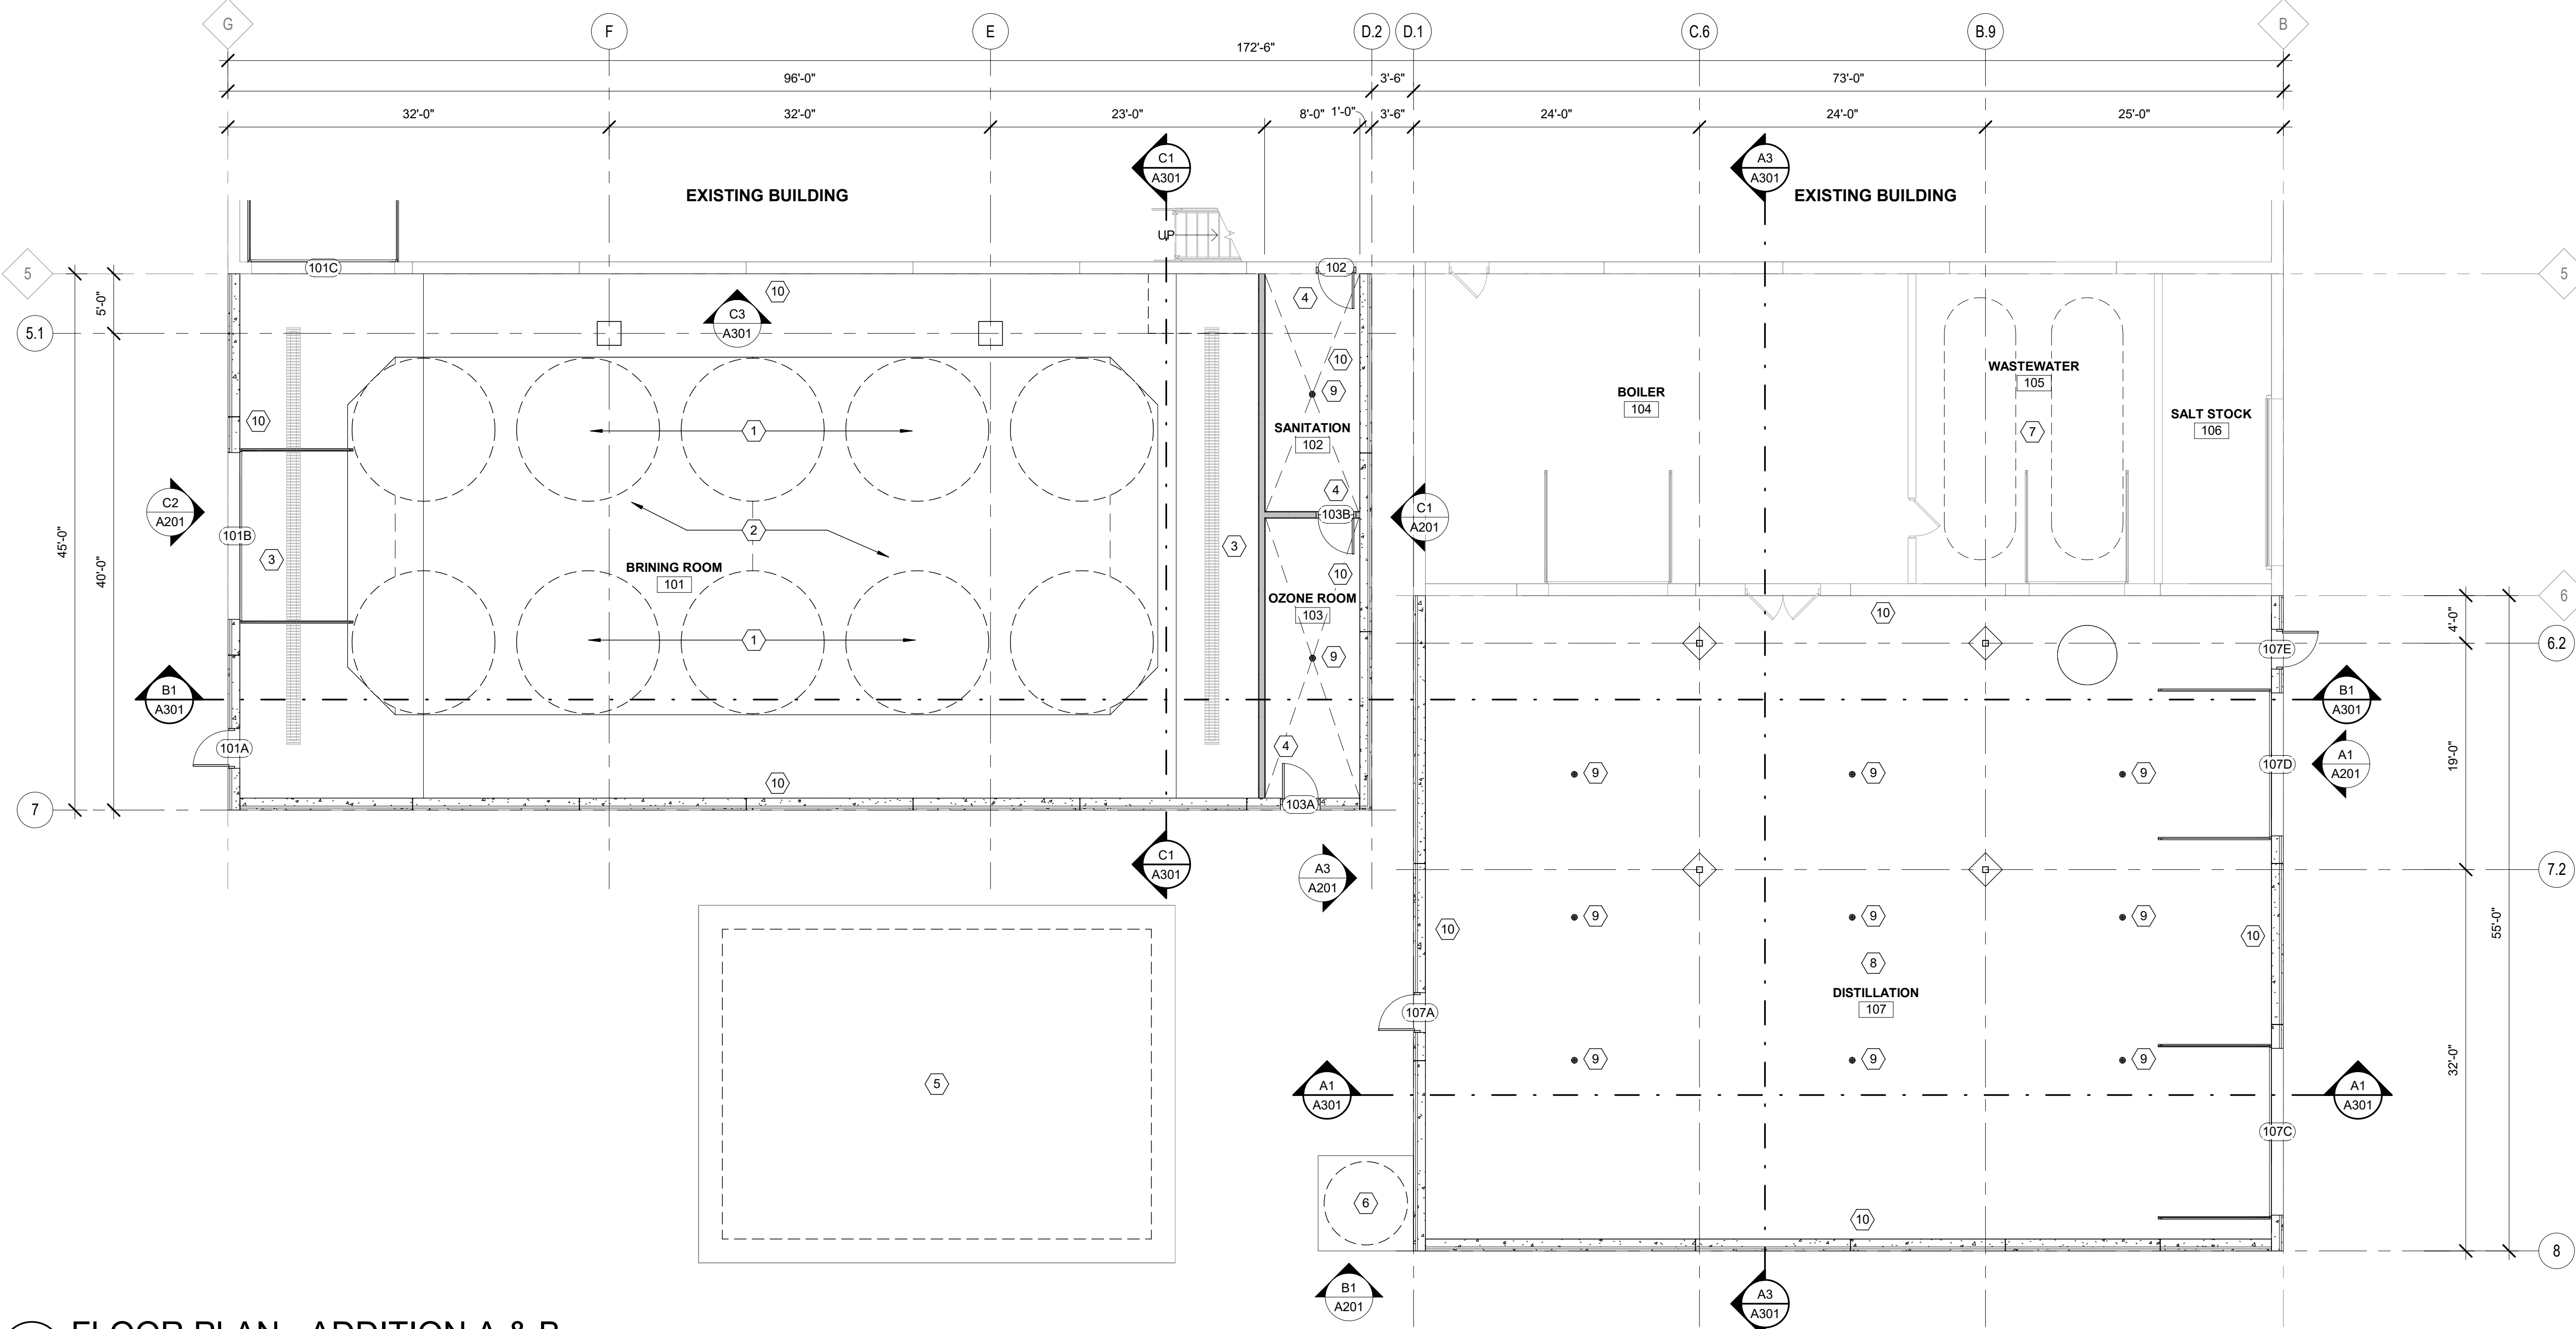 G
F
E
D.2
D.1
C.6
B.9
B
172'-6"
96'-0"
3'-6"
73'-0"
32'-0"
32'-0"
23'-0"
8'-0"
1'-0"
3'-6"
24'-0"
24'-0"
25'-0"
C1
A301
A3
A301
EXISTING BUILDING
EXISTING BUILDING
UP
5
101C
102
5
5'-0"
10
4
5.1
C3
A301
10
9
WASTEWATER
105
BOILER
104
SALT STOCK
106
10
1
SANITATION
102
7
C2
A201
4
C1
A201
101B
2
103B
45'-0"
40'-0"
3
3
BRINING ROOM
101
10
OZONE ROOM
103
6
10
4'-0"
1
9
107E
6.2
B1
A301
B1
A301
101A
4
19'-0"
107D
A1
A201
10
9
9
9
7
103A
C1
A301
A3
A201
7.2
55'-0"
10
9
9
9
10
8
DISTILLATION
107
107A
9
9
9
32'-0"
5
A1
A301
A1
A301
107C
6
10
8
B1
A201
A3
A301
FLOOR PLAN - ADDITION A & B